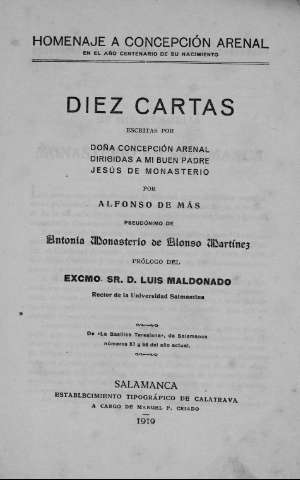 HOMENAJE A CONCEPCIÓN ARENAL
EN EL AÑO CENTENARIO DE SU NACIMIENTO
DIEZ CARTAS
ESCRITAS POR
DOÑA CONCEPCIÓN ARENAL
DIRIGIDAS A MI BUEN PADRE
JESÚS DE MONASTERIO
POR
ALFONSO DE MÁS
PSEUDÓNIMO DE
Antonia Monasterio de Alonso Martínez
PRÓLOGO DEL
EXCMO. SR. D. LUIS MALDONADO
Rector de la Universidad Salmantina
De «La Basílica Teresiana», de Salamanca
números 57 y 58 del año actual.
SALAMANCA
ESTABLECIMIENTO TIPOGRÁFICO DE CALATRAVA
A CARGO DE MANUEL P. CRIADO
1919